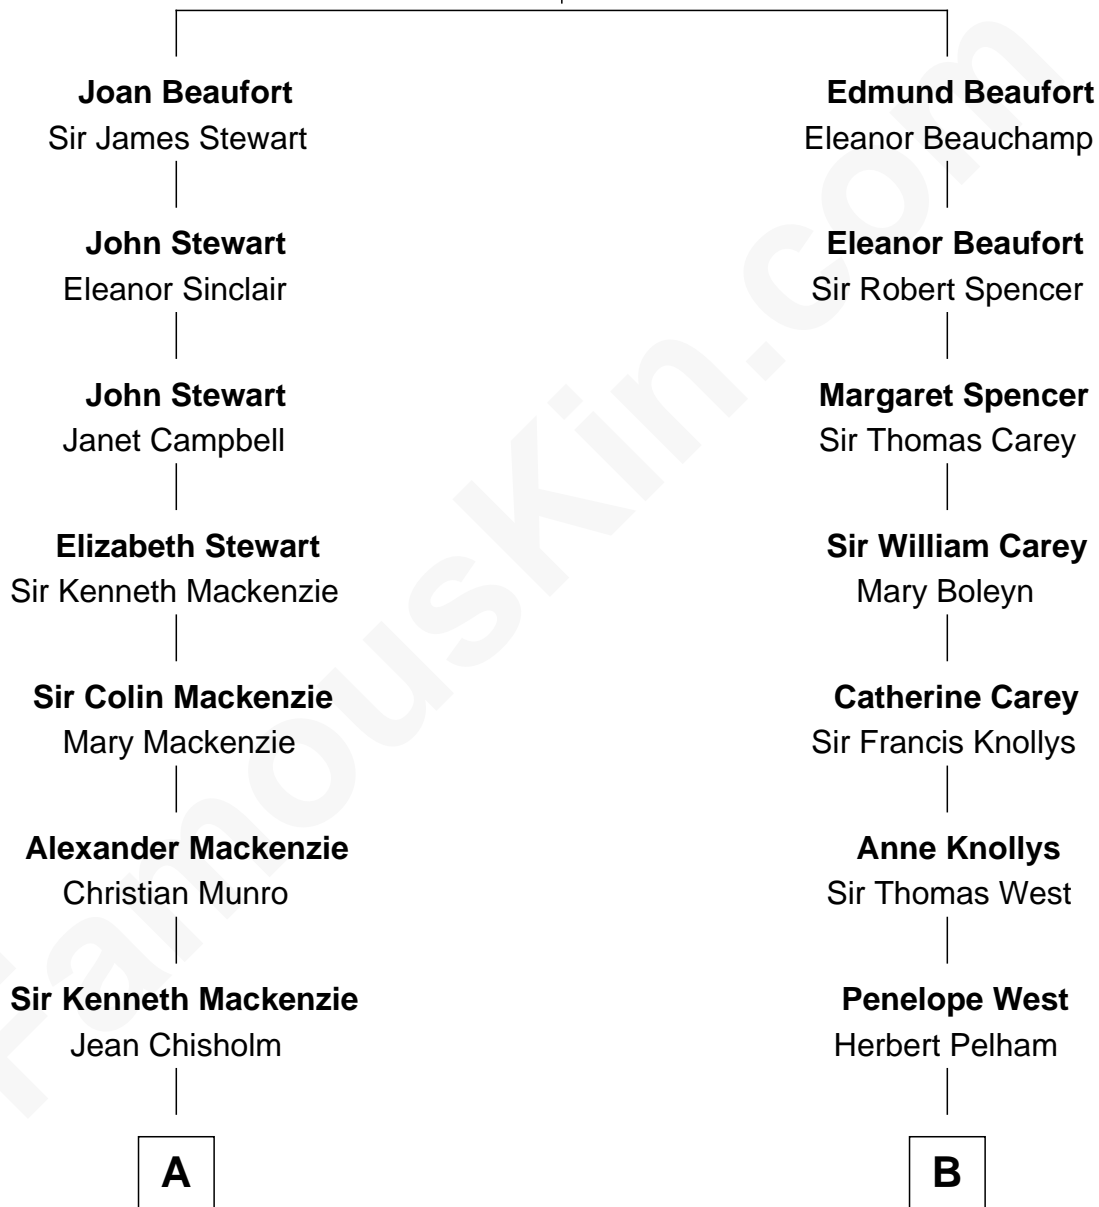 Joan Beaufort
Sir James Stewart
John Stewart
Eleanor Sinclair
John Stewart
Janet Campbell
Elizabeth Stewart
Sir Kenneth Mackenzie
Sir Colin Mackenzie
Mary Mackenzie
Alexander Mackenzie
Christian Munro
Sir Kenneth Mackenzie
Jean Chisholm
A
Edmund Beaufort
Eleanor Beauchamp
Eleanor Beaufort
Sir Robert Spencer
Margaret Spencer
Sir Thomas Carey
Sir William Carey
Mary Boleyn
Catherine Carey
Sir Francis Knollys
Anne Knollys
Sir Thomas West
Penelope West
Herbert Pelham
B
FamousKin.com